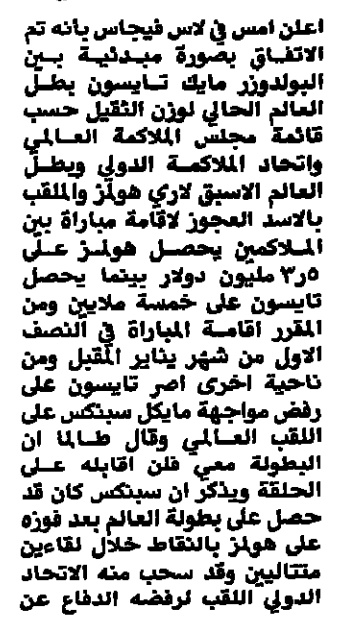 اعلن امس في لاس فيجاس بأنه تم
الاتفاق بصورة مبدئية بين
البولدوزر مايك تايسون بطل
العالم الحالي لوزن الثقيل حسب
قائمة مجلس الملاكمة العالمي
واتحاد الملاكمة الدولي وبطل
العالم الاسبق لاري هولمز والملقب
بالاسد العجوز لاقامة مباراة بين
الملاكمين يحصل هولمز على
٣ر٥ مليون دولار بينما يحصل
تايسون على خمسة ملايين ومن
المقرر اقامة المباراة في النصف
الاول من شهر يناير المقبل ومن
ناحية اخرى اصر تايسون على
رفض مواجهة مايكل سبنكس على
اللقب العالمي وقال طالما ان
البطولة معي فلن اقابله على
الحلقة ويذكر ان سبنكس كان قد
حصل على بطولة العالم بعد فوزه
على هولمز بالنقاط خلال لقاءين
متتاليين وقد سحب منه الاتحاد
الدولي اللقب لرفضه الدفاع عن